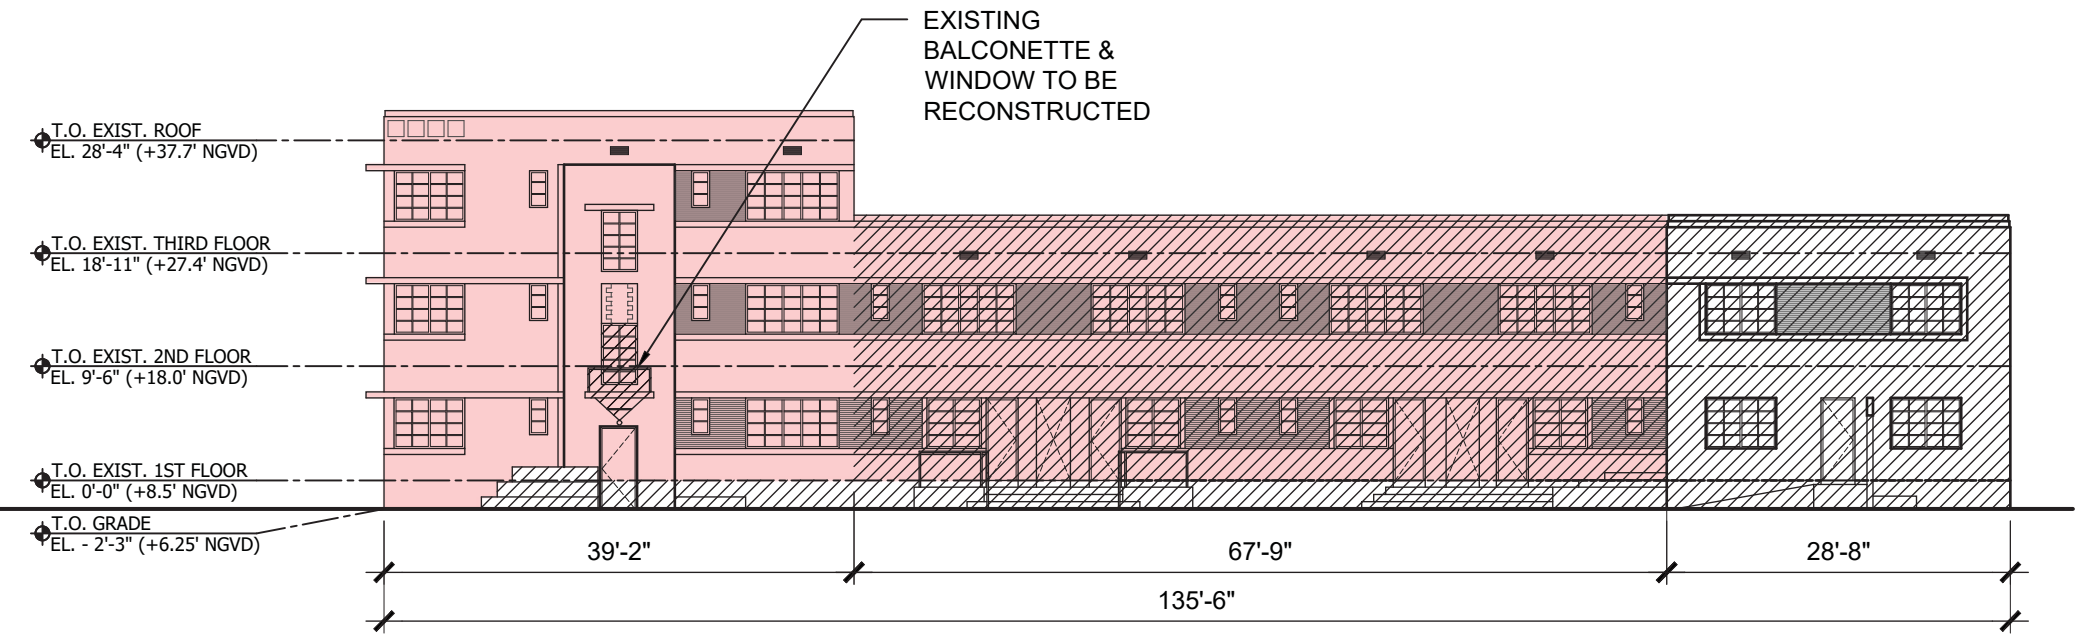 EXISTING
BALCONETTE &
WINDOW TO BE
RECONSTRUCTED
T.O. EXIST. ROOF
EL. 28'-4" (+37.7' NGVD)
T.O. EXIST. THIRD FLOOR
EL. 18'-11" (+27.4' NGVD)
T.O. EXIST. 2ND FLOOR
EL. 9'-6" (+18.0' NGVD)
T.O. EXIST. 1ST FLOOR
EL. 0'-0" (+8.5' NGVD)
T.O. GRADE
EL. - 2'-3" (+6.25' NGVD)
39'-2" 67'-9" 28'-8"
135'-6"